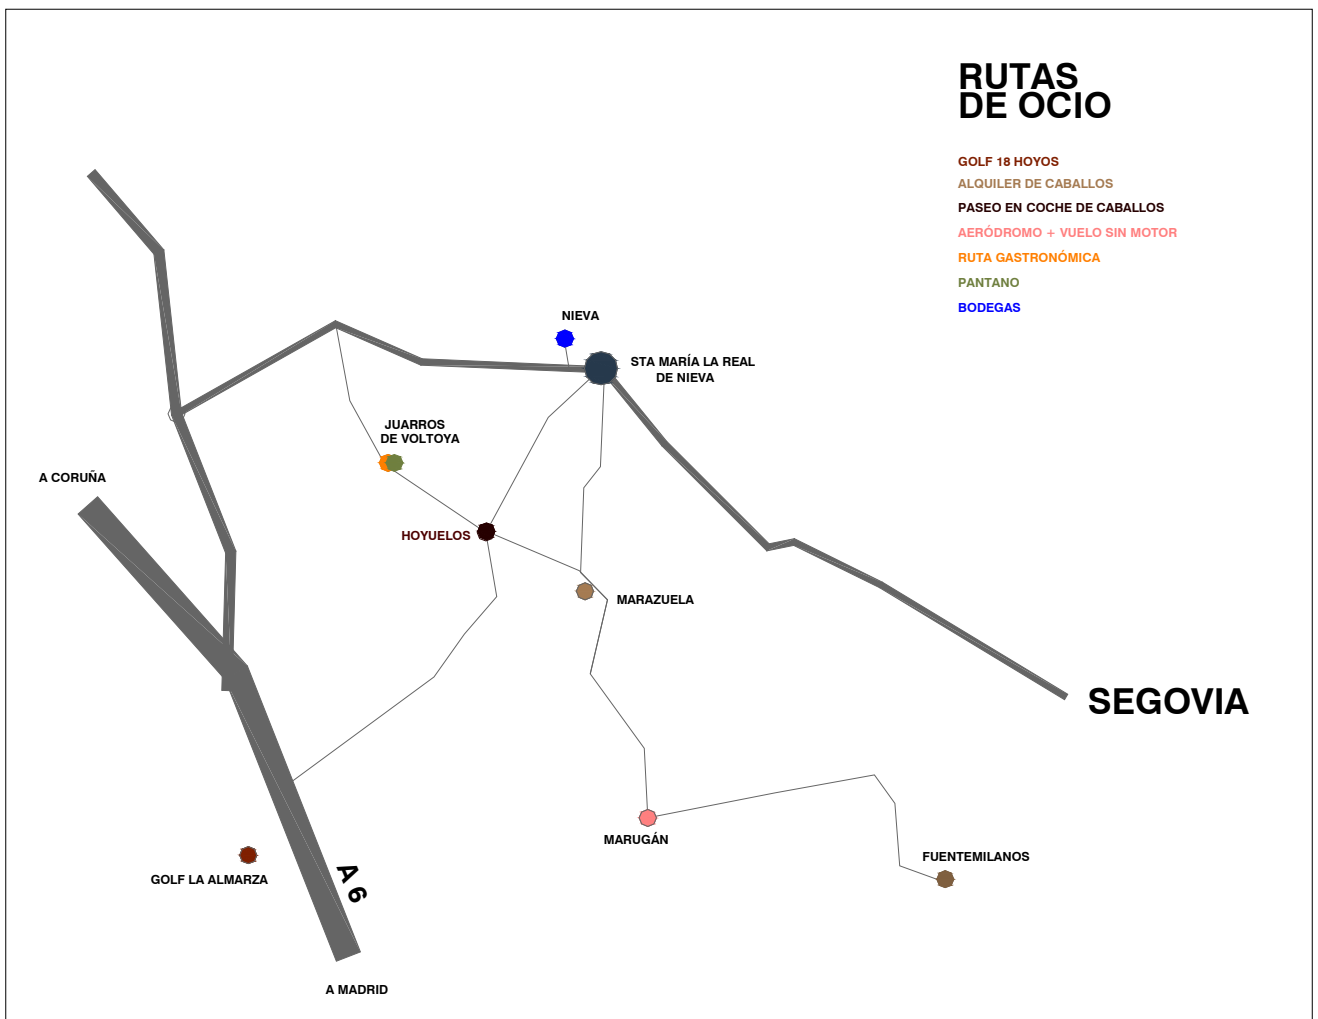 RUTAS
DE OCIO
GOLF 18 HOYOS
ALQUILER DE CABALLOS
PASEO EN COCHE DE CABALLOS
AERÓDROMO + VUELO SIN MOTOR
RUTA GASTRONÓMICA
PANTANO
BODEGAS
NIEVA
STA MARÍA LA REAL
DE NIEVA
JUARROS
DE VOLTOYA
A CORUÑA
HOYUELOS
MARAZUELA
SEGOVIA
MARUGÁN
FUENTEMILANOS
GOLF LA ALMARZA
A 6
A MADRID